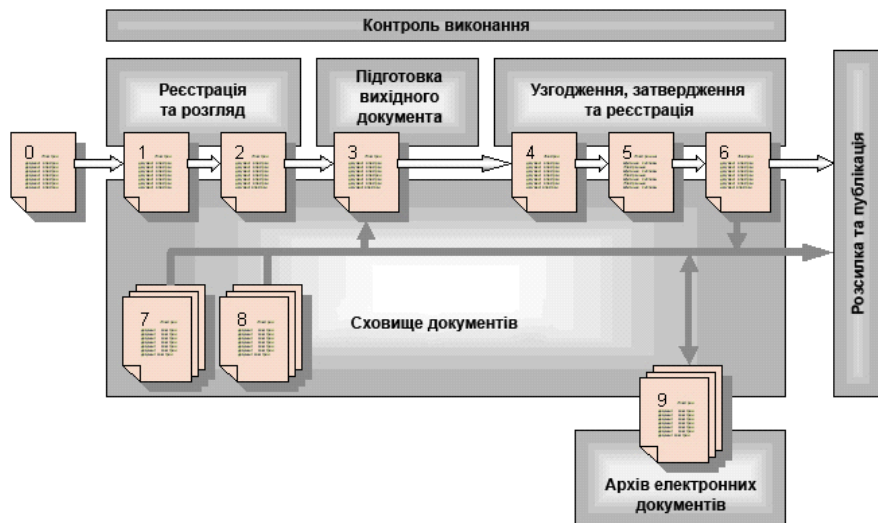 Контроль виконання
Реєстрація
та розгляд
Підготовка
вихідного
документа
Узгодження, затвердження
та реєстрація
0
1
2
3
4
5
6
Розсилка та публікація
7
8
Сховище документів
9
Архів електронних
документів